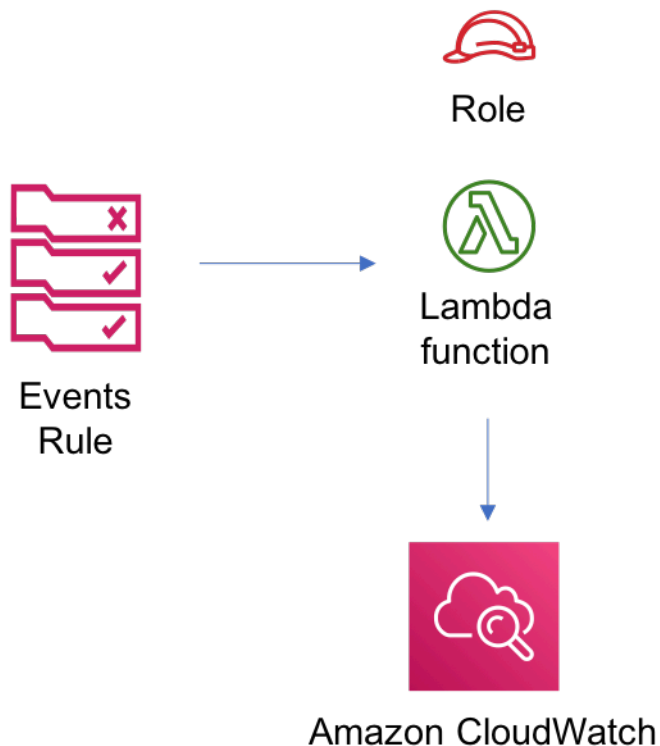 Role
Lambda
function
Events
Rule
Amazon CloudWatch